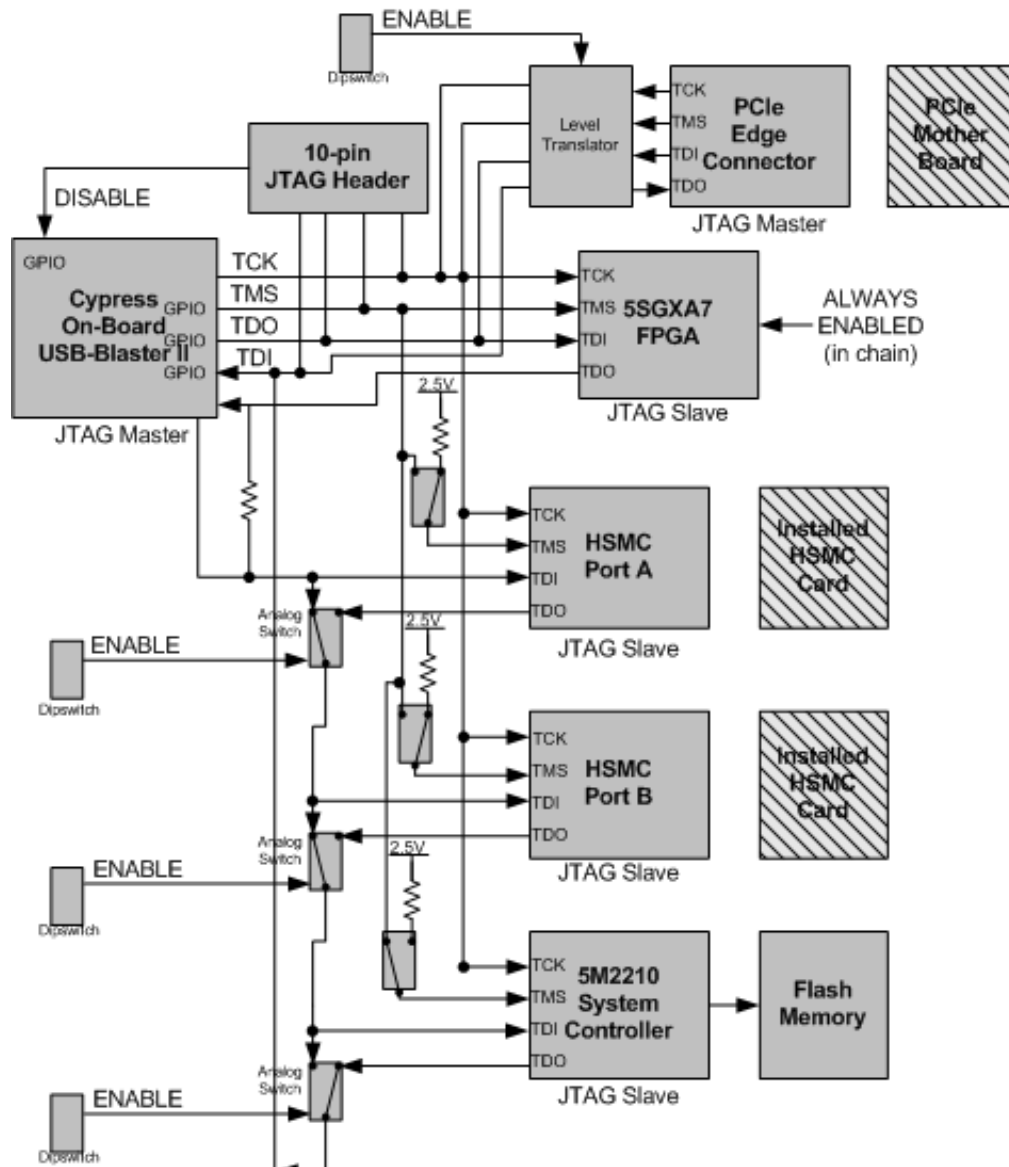 ENABLE
Dipswitch
Level
Translator
TCK
TMS
TDI
TDO
PCIe
Edge
Connector
JTAG Master
PCIe
Mother
Board
10-pin
JTAG Header
DISABLE
GPIO
Cypress
On-Board
USB-Blaster II
GPIO
GPIO
GPIO
JTAG Master
TCK
TMS
TDO
TDI
TCK
TMS
TDI
TDO
5SGXA7
FPGA
JTAG Slave
ALWAYS
ENABLED
(in chain)
2.5V
TCK
TMS
TDI
TDO
HSMC
Port A
JTAG Slave
Installed
HSMC
Card
Analog
Switch
ENABLE
Dipswitch
2.5V
TCK
TMS
TDI
TDO
HSMC
Port B
JTAG Slave
Installed
HSMC
Card
Analog
Switch
ENABLE
Dipswitch
2.5V
TCK
TMS
TDI
TDO
5M2210
System
Controller
JTAG Slave
Flash
Memory
Analog
Switch
ENABLE
Dipswitch